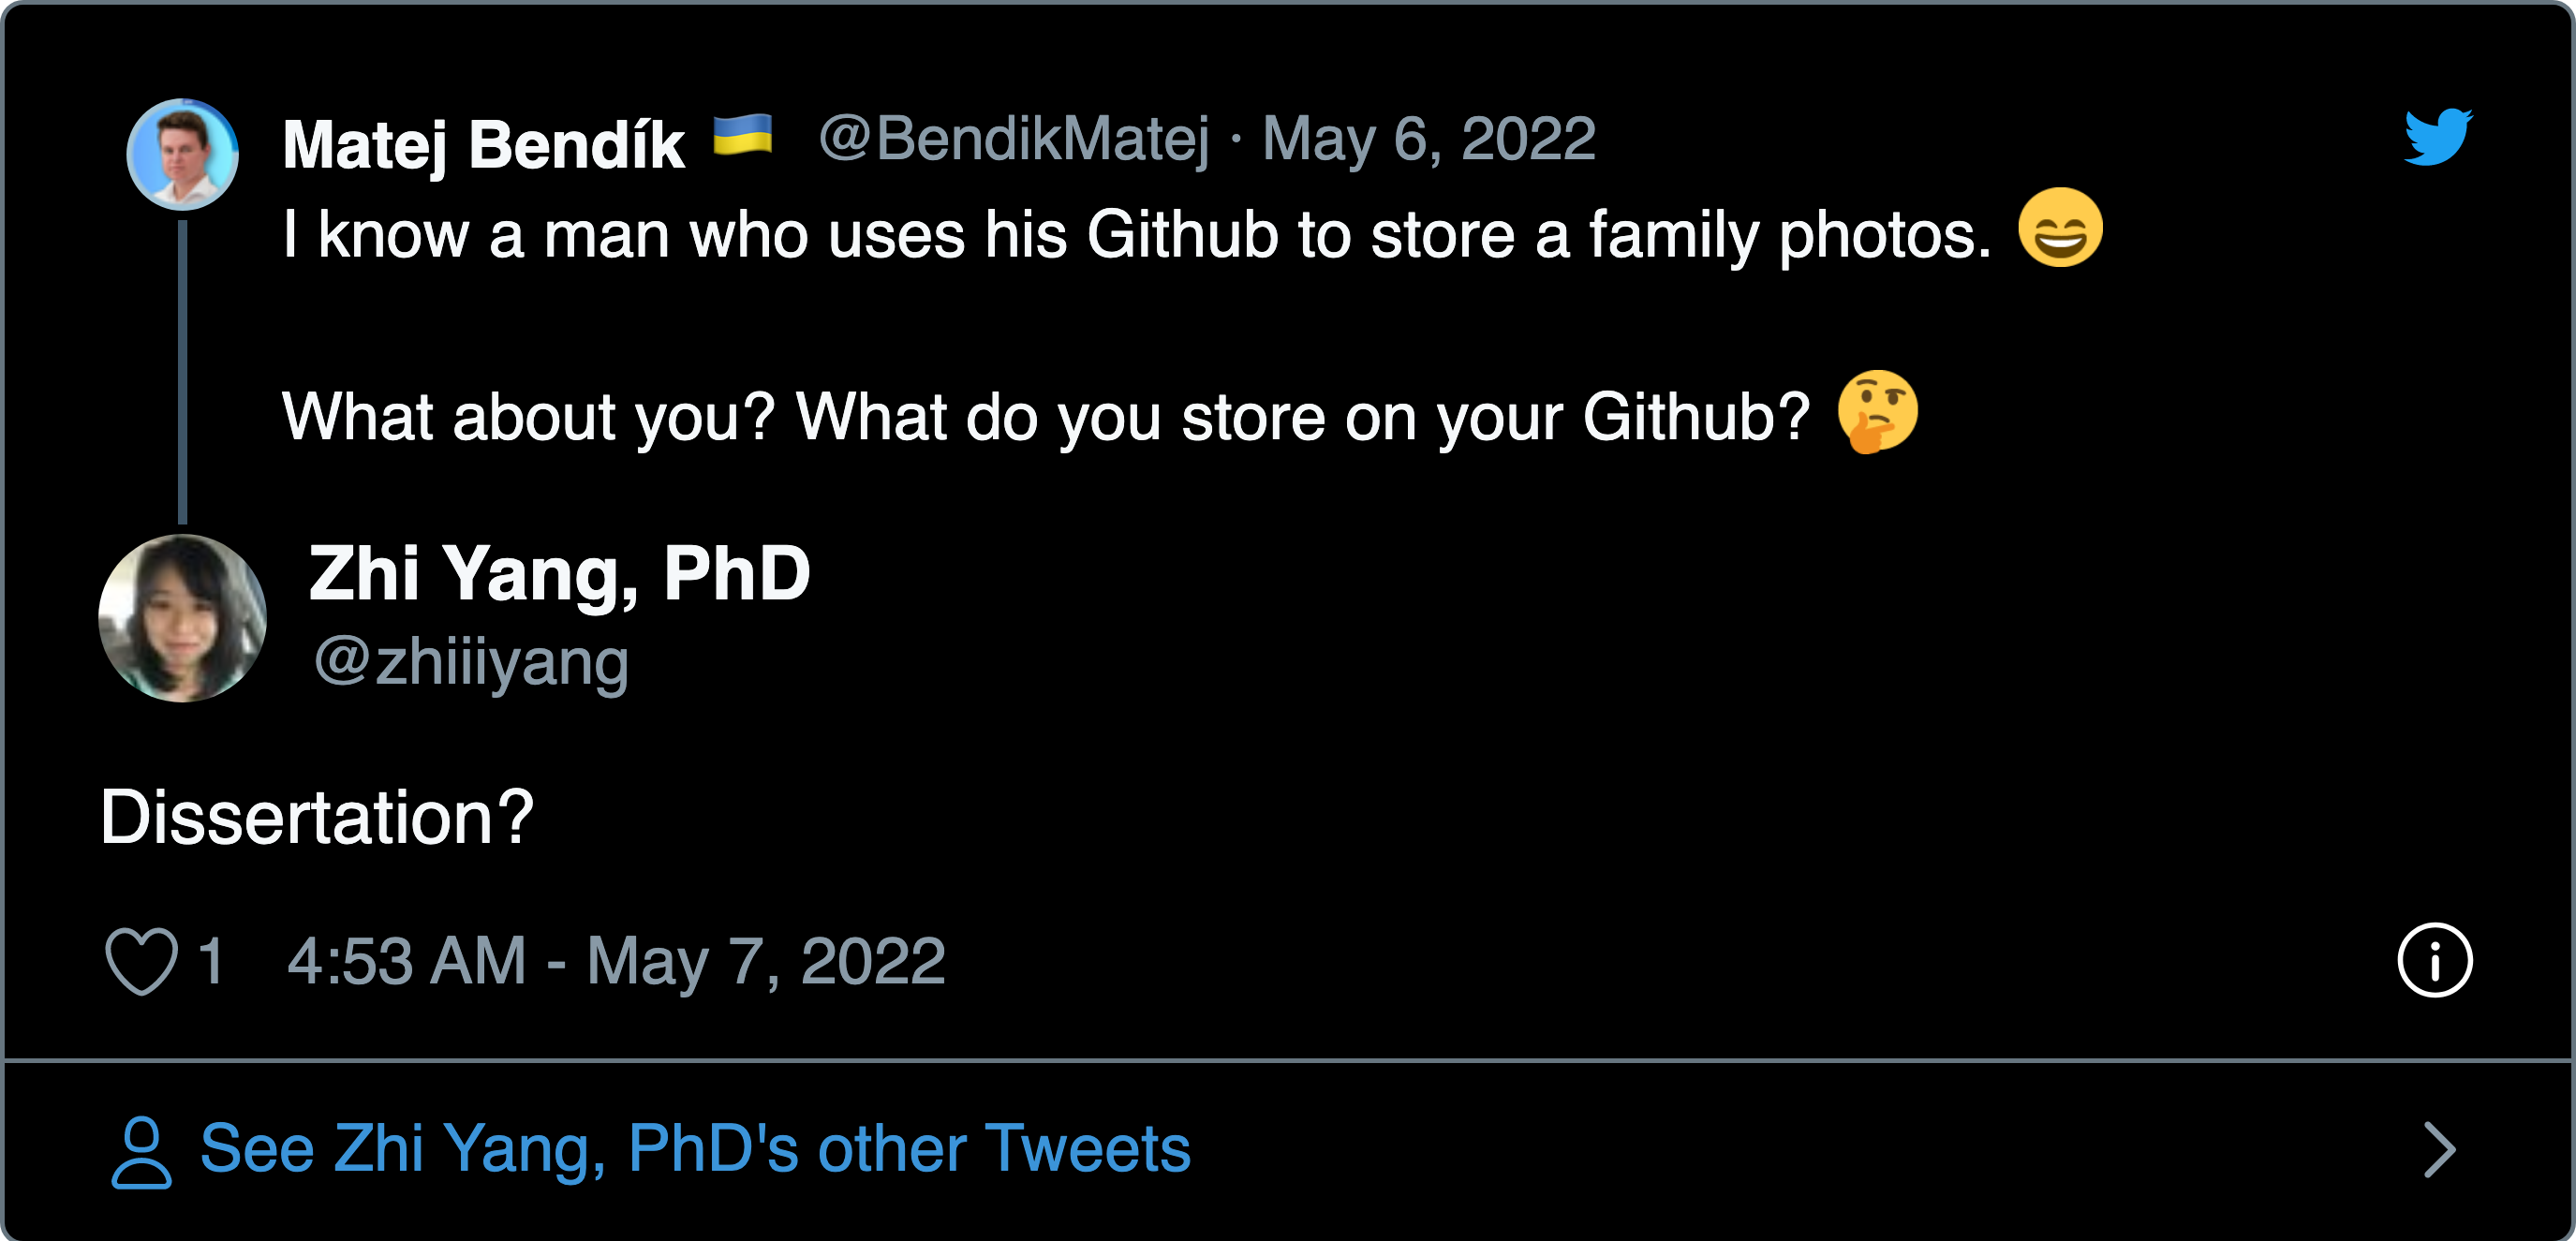 Matej Bendík 🇺🇦 @BendikMatej · May 6, 2022
I know a man who uses his Github to store a family photos. 😄
What about you? What do you store on your Github? 🤔
Zhi Yang, PhD
@zhiiiyang
Dissertation?
1 4:53 AM - May 7, 2022
See Zhi Yang, PhD's other Tweets